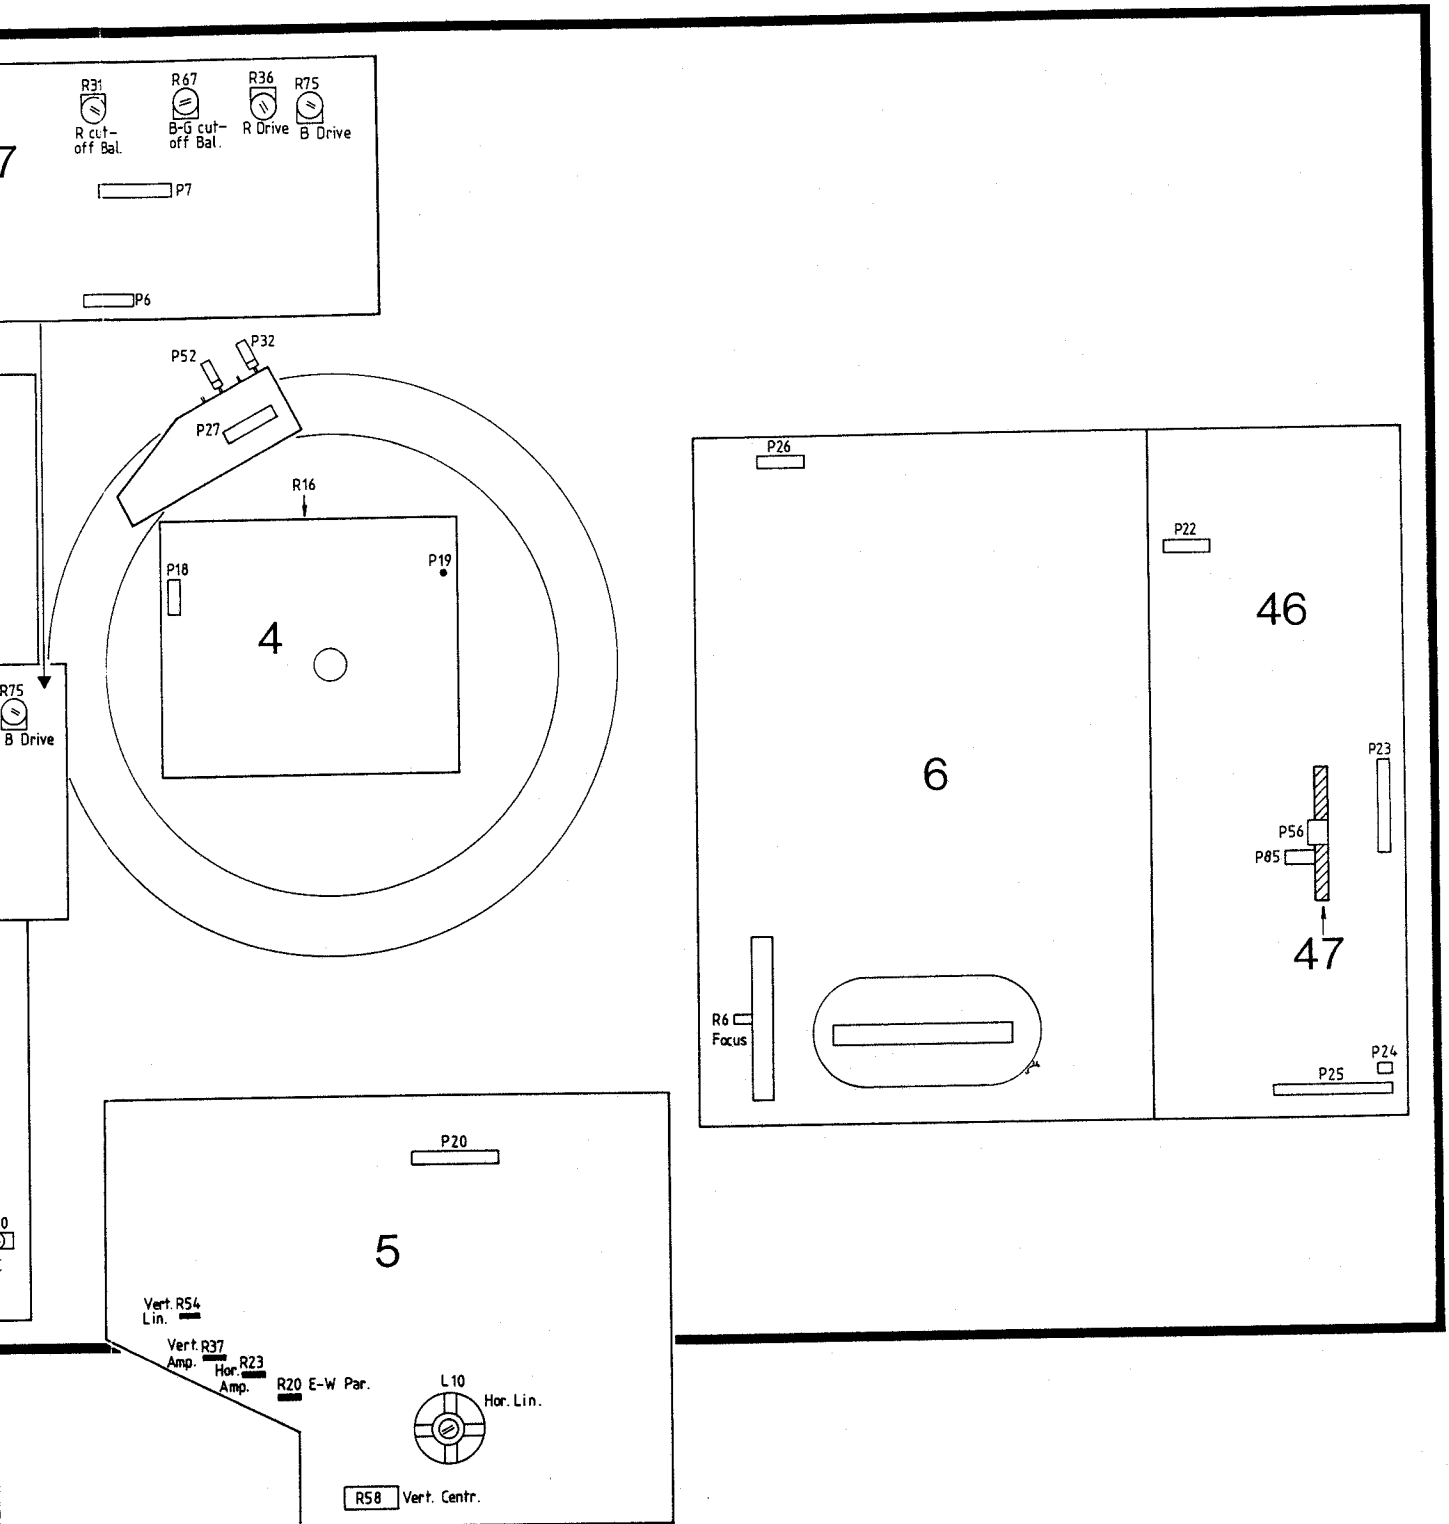 R31
R cut-
off Bal.
R67
B-G cut-
off Bal.
R36
R Drive
R75
B Drive
7
P7
P6
P52
P32
P27
R16
P18
P19
4
R75
B Drive
P26
P22
46
6
P23
P56
P85
47
R6
Focus
P24
P25
P20
5
0
Vert. R54
Lin.
Vert. R37
Amp.
Hor. R23
Amp.
R20 E-W Par.
L10
Hor. Lin.
R58 Vert. Centr.